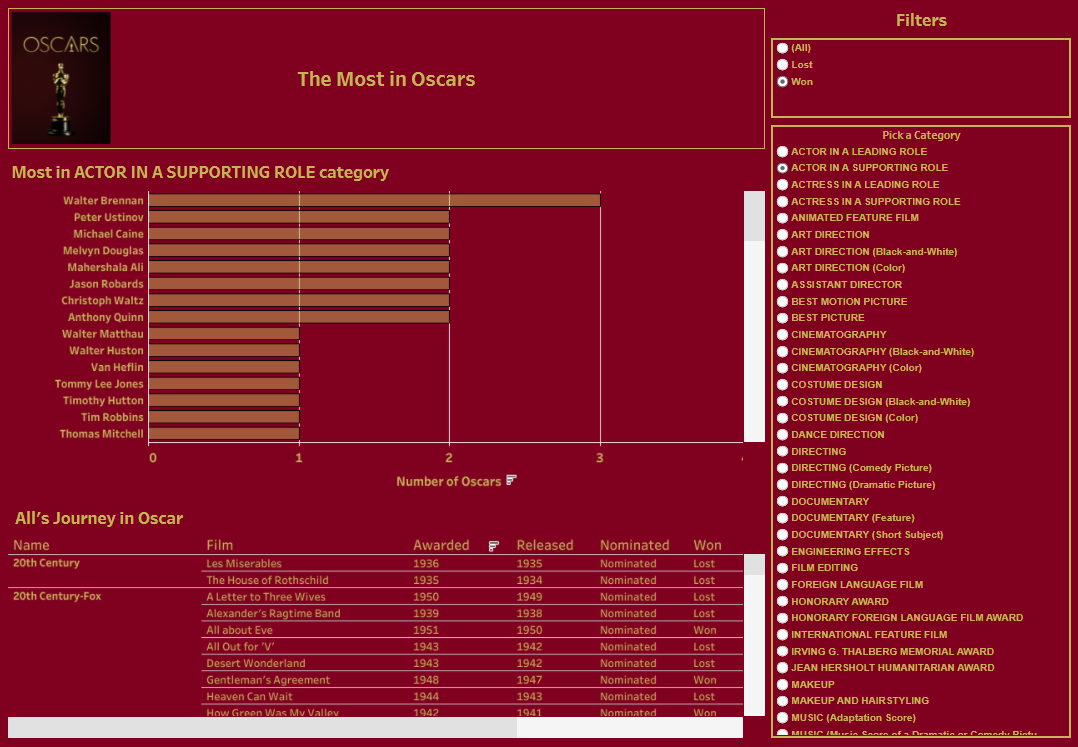 OSCARS
The Most in Oscars
Filters
(All)
Lost
Won
Pick a Category
ACTOR IN A LEADING ROLE
ACTOR IN A SUPPORTING ROLE
ACTRESS IN A LEADING ROLE
ACTRESS IN A SUPPORTING ROLE
ANIMATED FEATURE FILM
ART DIRECTION
ART DIRECTION (Black-and-White)
ART DIRECTION (Color)
ASSISTANT DIRECTOR
BEST MOTION PICTURE
BEST PICTURE
CINEMATOGRAPHY
CINEMATOGRAPHY (Black-and-White)
CINEMATOGRAPHY (Color)
COSTUME DESIGN
COSTUME DESIGN (Black-and-White)
COSTUME DESIGN (Color)
DANCE DIRECTION
DIRECTING
DIRECTING (Comedy Picture)
DIRECTING (Dramatic Picture)
DOCUMENTARY
DOCUMENTARY (Feature)
DOCUMENTARY (Short Subject)
ENGINEERING EFFECTS
FILM EDITING
FOREIGN LANGUAGE FILM
HONORARY AWARD
HONORARY FOREIGN LANGUAGE FILM AWARD
INTERNATIONAL FEATURE FILM
IRVING G. THALBERG MEMORIAL AWARD
JEAN HERSHOLT HUMANITARIAN AWARD
MAKEUP
MAKEUP AND HAIRSTYLING
MUSIC (Adaptation Score)
MUSIC (Music Score of a Dramatic or Comedy Pictu
Most in ACTOR IN A SUPPORTING ROLE category
Walter Brennan
Peter Ustinov
Michael Caine
Melvyn Douglas
Mahershala Ali
Jason Robards
Christoph Waltz
Anthony Quinn
Walter Matthau
Walter Huston
Van Heflin
Tommy Lee Jones
Timothy Hutton
Tim Robbins
Thomas Mitchell
0 1 2 3
Number of Oscars
All's Journey in Oscar
Name Film Awarded Released Nominated Won
20th Century Les Miserables 1936 1935 Nominated Lost
The House of Rothschild 1935 1934 Nominated Lost
20th Century-Fox A Letter to Three Wives 1950 1949 Nominated Lost
Alexander's Ragtime Band 1939 1938 Nominated Lost
All about Eve 1951 1950 Nominated Won
All Out for 'V' 1943 1942 Nominated Lost
Desert Wonderland 1943 1942 Nominated Lost
Gentleman's Agreement 1948 1947 Nominated Won
Heaven Can Wait 1944 1943 Nominated Lost
How Green Was My Valley 1942 1941 Nominated Won